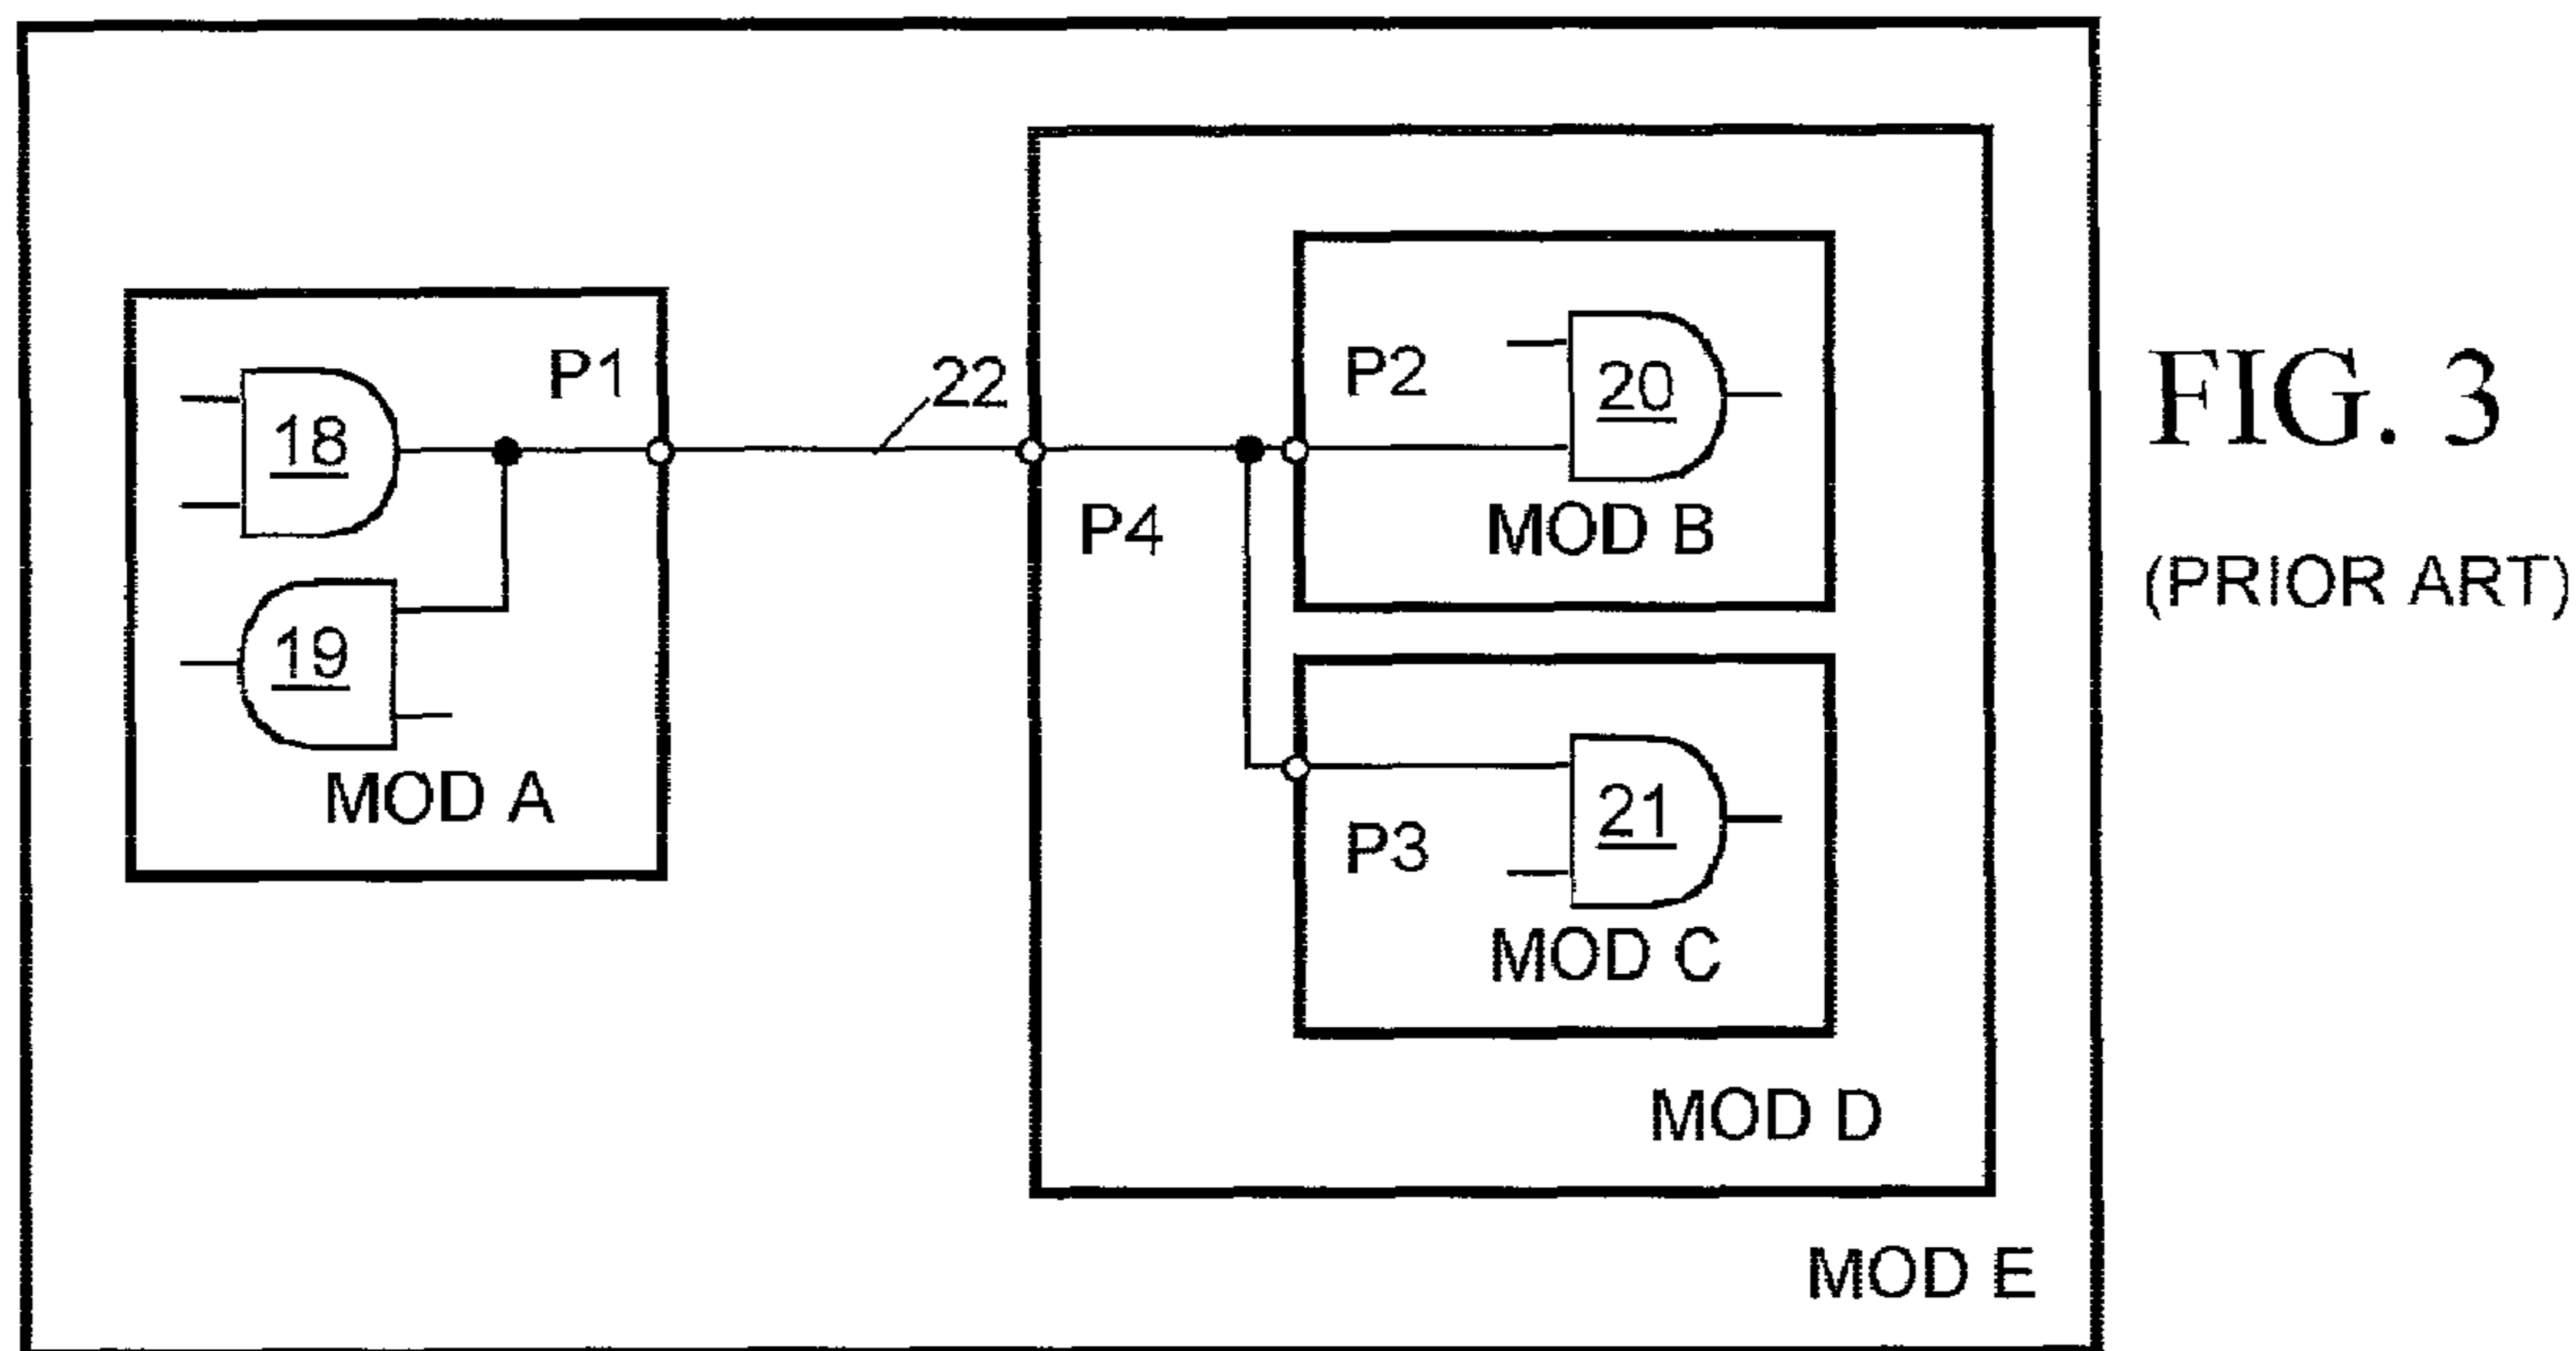 P1
18
19
MOD A
22
P4
P2
20
MOD B
P3
21
MOD C
MOD D
MOD E
FIG. 3
(PRIOR ART)